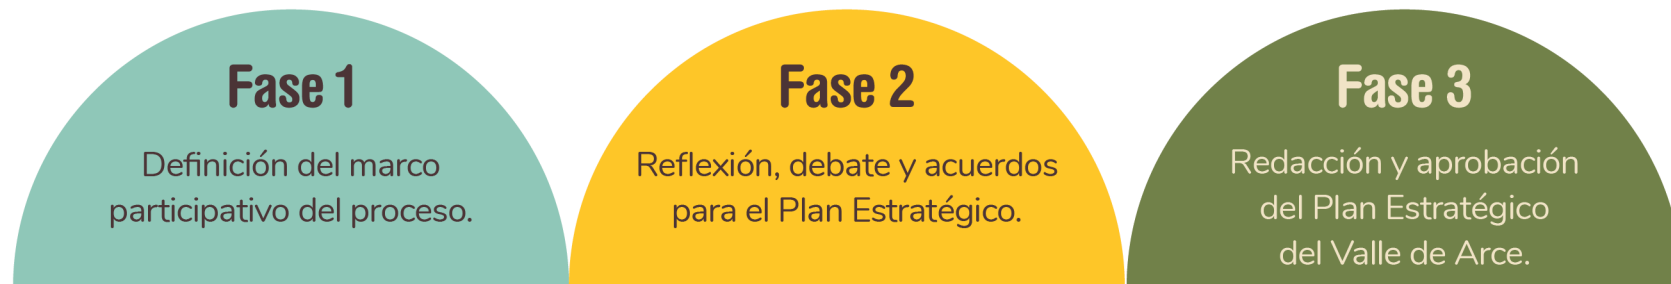 Fase 1
Definición del marco
participativo del proceso.
Fase 2
Reflexión, debate y acuerdos
para el Plan Estratégico.
Fase 3
Redacción y aprobación
del Plan Estratégico
del Valle de Arce.